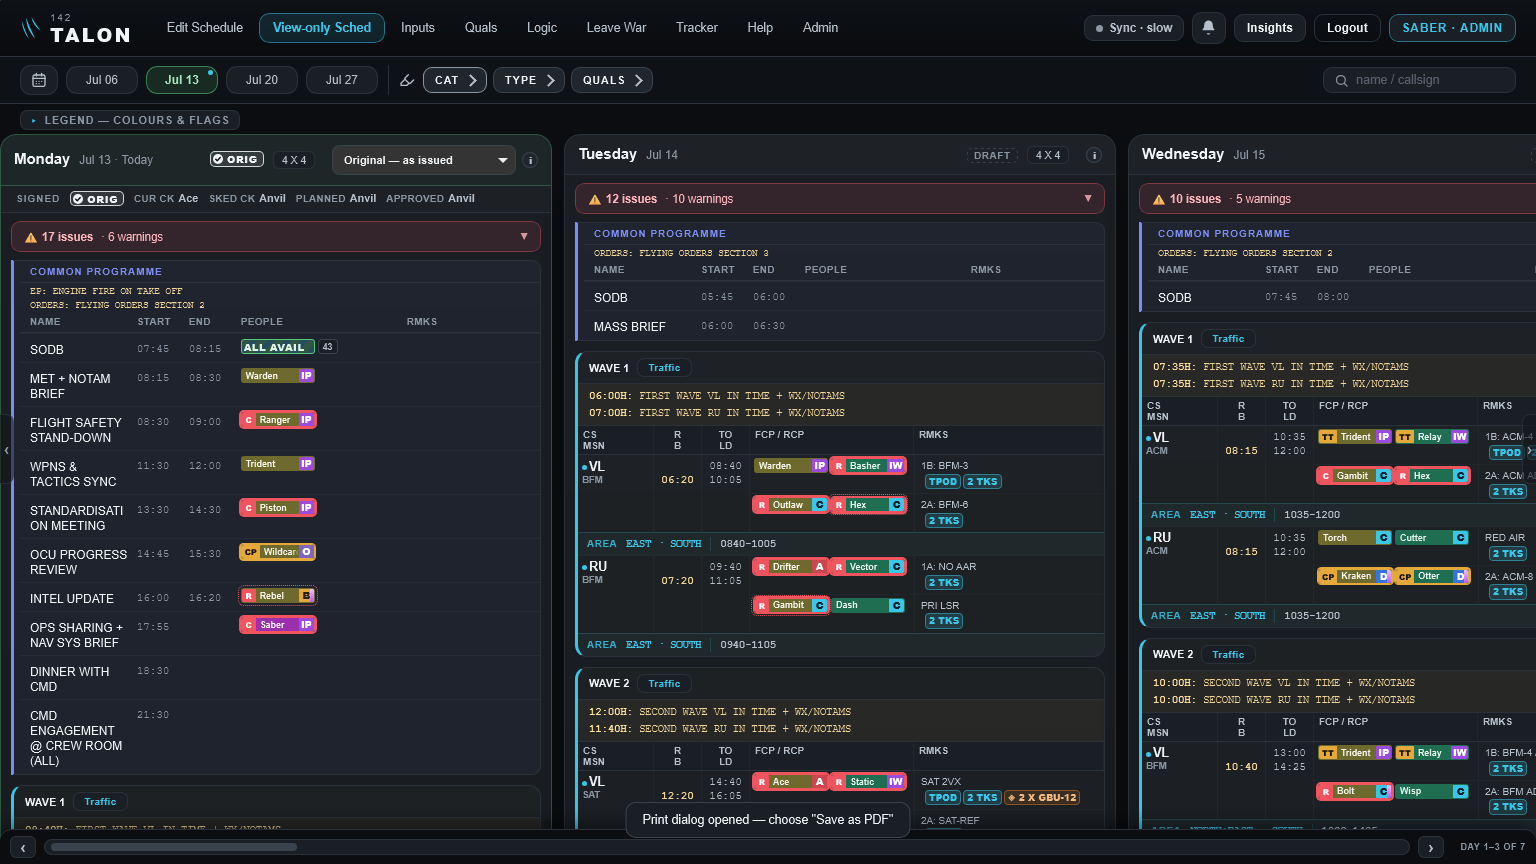 142
TALON
Edit Schedule
View-only Sched
Inputs
Quals
Logic
Leave War
Tracker
Help
Admin
Sync · slow
Insights
Logout
SABER · ADMIN
Jul 06
Jul 13
Jul 20
Jul 27
CAT
TYPE
QUALS
name / callsign
LEGEND — COLOURS & FLAGS
Monday Jul 13 · Today
ORIG
4 X 4
Original — as issued
SIGNED ORIG CUR CK Ace SKED CK Anvil PLANNED Anvil APPROVED Anvil
17 issues · 6 warnings
COMMON PROGRAMME
EP: ENGINE FIRE ON TAKE OFF
ORDERS: FLYING ORDERS SECTION 2
NAME START END PEOPLE RMKS
SODB 07:45 08:15 ALL AVAIL 43
MET + NOTAM BRIEF 08:15 08:30 Warden IP
FLIGHT SAFETY STAND-DOWN 08:30 09:00 C Ranger IP
WPNS & TACTICS SYNC 11:30 12:00 Trident IP
STANDARDISATI
ON MEETING 13:30 14:30 C Piston IP
OCU PROGRESS REVIEW 14:45 15:30 CP Wildcar O
INTEL UPDATE 16:00 16:20 R Rebel B
OPS SHARING + NAV SYS BRIEF 17:55 C Saber IP
DINNER WITH CMD 18:30
CMD ENGAGEMENT @ CREW ROOM (ALL) 21:30
WAVE 1 Traffic
Tuesday Jul 14
DRAFT
4 X 4
12 issues · 10 warnings
COMMON PROGRAMME
ORDERS: FLYING ORDERS SECTION 3
NAME START END PEOPLE RMKS
SODB 05:45 06:00
MASS BRIEF 06:00 06:30
WAVE 1 Traffic
06:00H: FIRST WAVE VL IN TIME + WX/NOTAMS
07:00H: FIRST WAVE RU IN TIME + WX/NOTAMS
CS MSN R B TO LD FCP / RCP RMKS
VL BFM 06:20 08:40 10:05
Warden IP R Basher IW 1B: BFM-3
TPOD 2 TKS
R Outlaw C R Hex C 2A: BFM-6
2 TKS
AREA EAST · SOUTH 0840-1005
RU BFM 07:20 09:40 11:05
R Drifter A R Vector C 1A: NO AAR
2 TKS
R Gambit C Dash C PRI LSR
2 TKS
AREA EAST · SOUTH 0940-1105
WAVE 2 Traffic
12:00H: SECOND WAVE VL IN TIME + WX/NOTAMS
11:40H: SECOND WAVE RU IN TIME + WX/NOTAMS
CS MSN R B TO LD FCP / RCP RMKS
VL SAT 12:20 14:40 16:05
R Ace A R Static IW SAT 2VX
TPOD 2 TKS 2 X GBU-12
2A: SAT-REF
Wednesday Jul 15
10 issues · 5 warnings
COMMON PROGRAMME
ORDERS: FLYING ORDERS SECTION 2
NAME START END PEOPLE
SODB 07:45 08:00
WAVE 1 Traffic
07:35H: FIRST WAVE VL IN TIME + WX/NOTAMS
07:35H: FIRST WAVE RU IN TIME + WX/NOTAMS
CS MSN R B TO LD FCP / RCP RMKS
VL ACM 08:15 10:35 12:00
TT Trident IP TT Relay IW 1B: ACM-4
TPOD
C Gambit C R Hex C 2A: ACM
2 TKS
AREA EAST · SOUTH 1035-1200
RU ACM 08:15 10:35 12:00
Torch C Cutter C RED AIR
2 TKS
CP Kraken D CP Otter D 2A: ACM-8
2 TKS
AREA EAST · SOUTH 1035-1200
WAVE 2 Traffic
10:00H: SECOND WAVE VL IN TIME + WX/NOTAMS
10:00H: SECOND WAVE RU IN TIME + WX/NOTAMS
CS MSN R B TO LD FCP / RCP RMKS
VL BFM 10:40 13:00 14:25
TT Trident IP TT Relay IW 1B: BFM-4
2 TKS
R Bolt C Wisp C 2A: BFM
2 TKS
Print dialog opened — choose "Save as PDF"
DAY 1–3 OF 7